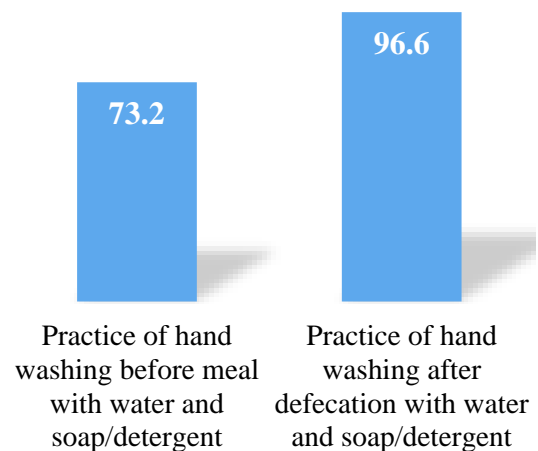 73.2
96.6
Practice of hand
washing before meal
with water and
soap/detergent
Practice of hand
washing after
defecation with water
and soap/detergent